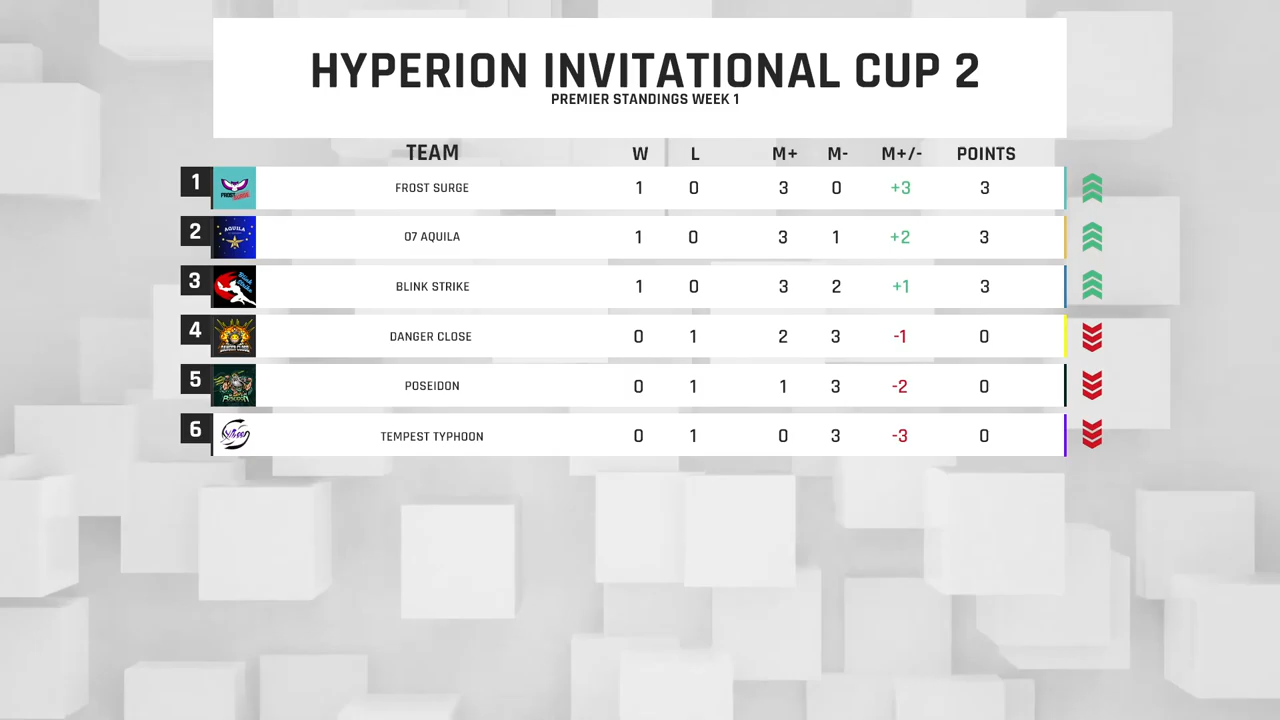 HYPERION INVITATIONAL CUP 2
PREMIER STANDINGS WEEK 1
TEAM W L M+ M- M+/- POINTS
1 FROST SURGE 1 0 3 0 +3 3
2 AQUILA 07 AQUILA 1 0 3 1 +2 3
3 Blink Strike BLINK STRIKE 1 0 3 2 +1 3
4 DANGER CLOSE 0 1 2 3 -1 0
5 POSEIDON 0 1 1 3 -2 0
6 TEMPEST TYPHOON 0 1 0 3 -3 0